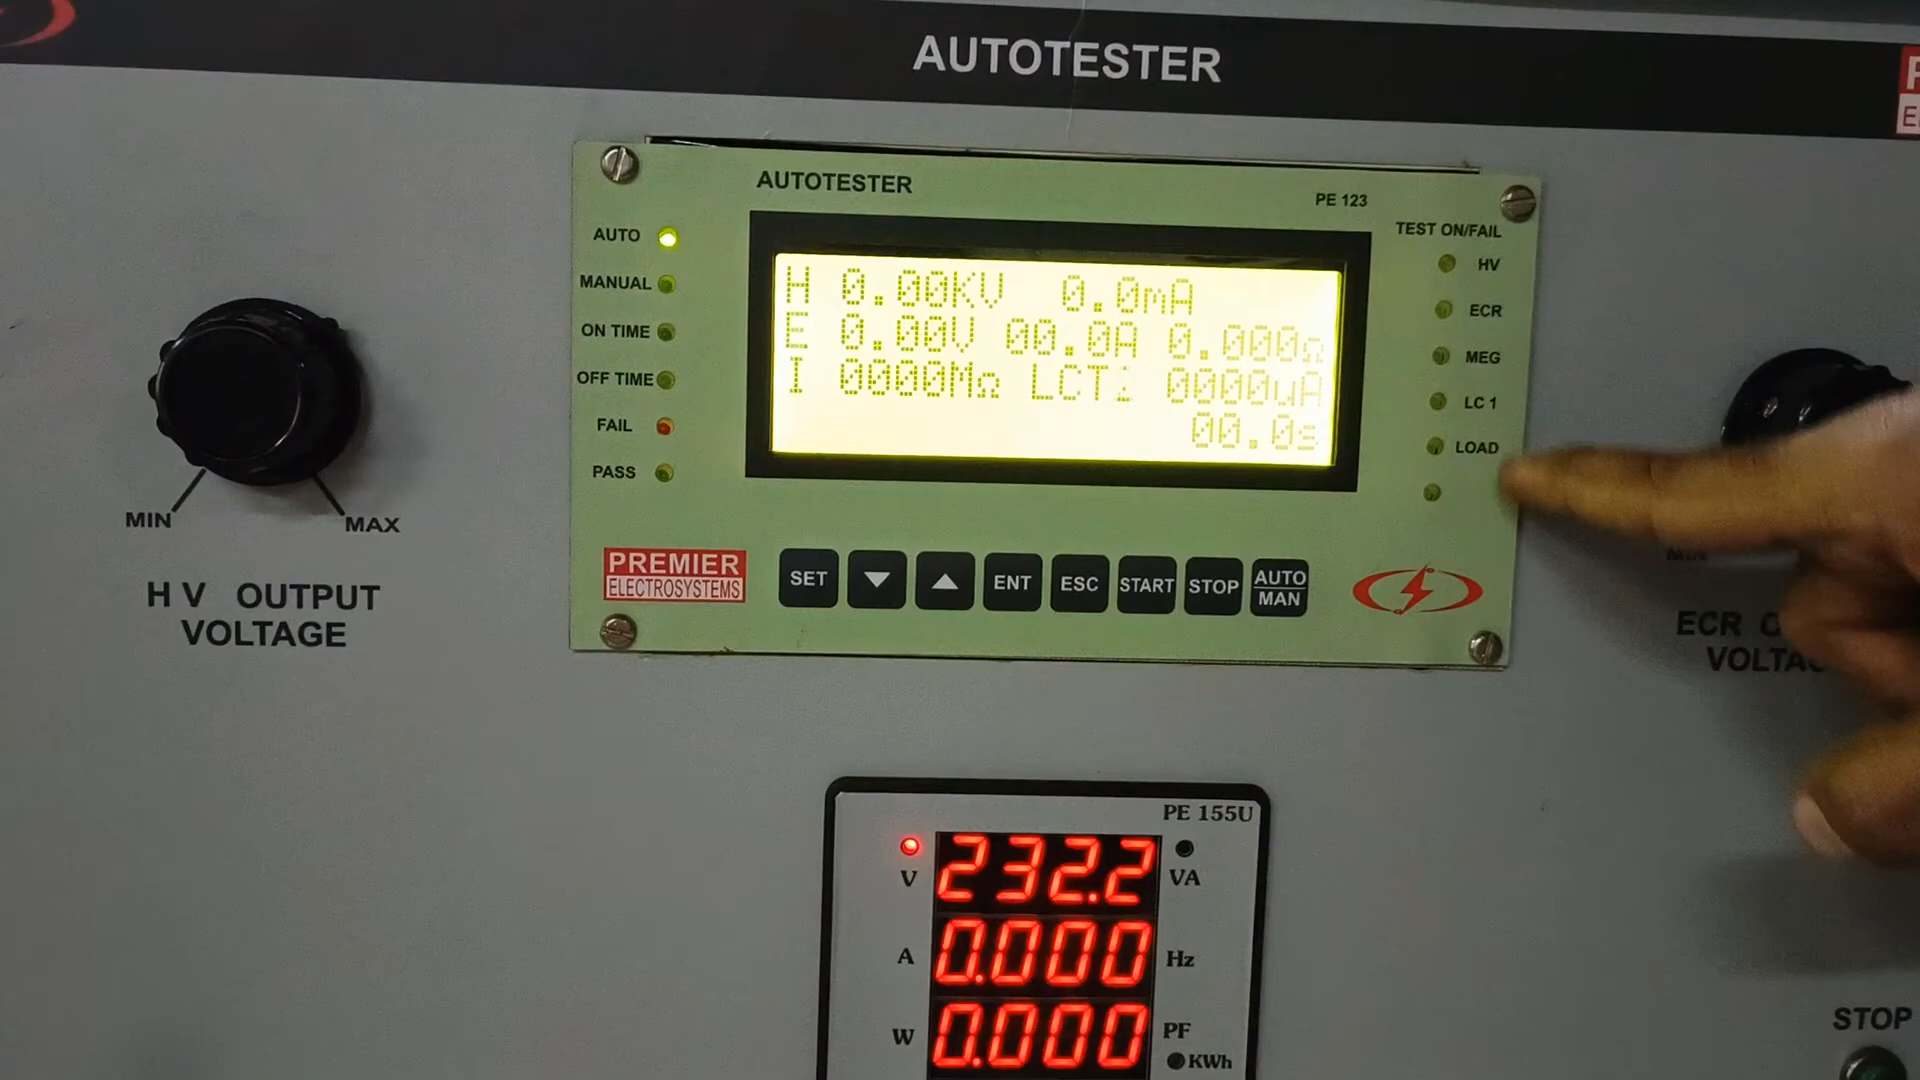 AUTOTESTER
AUTOTESTER
PE 123
AUTO
MANUAL
ON TIME
OFF TIME
FAIL
PASS
H 0.00KV 0.0mA
E 0.00V 00.0A 0.000Ω
I 0000MΩ LCT: 0000uA
00.0s
TEST ON/FAIL
HV
ECR
MEG
LC 1
LOAD
MIN
MAX
H V OUTPUT
VOLTAGE
PREMIER
ELECTROSYSTEMS
SET
ENT
ESC
START
STOP
AUTO
MAN
MIN
ECR
PE 155U
V 232.2 VA
A 0.000 Hz
W 0.000 PF
KWh
STOP